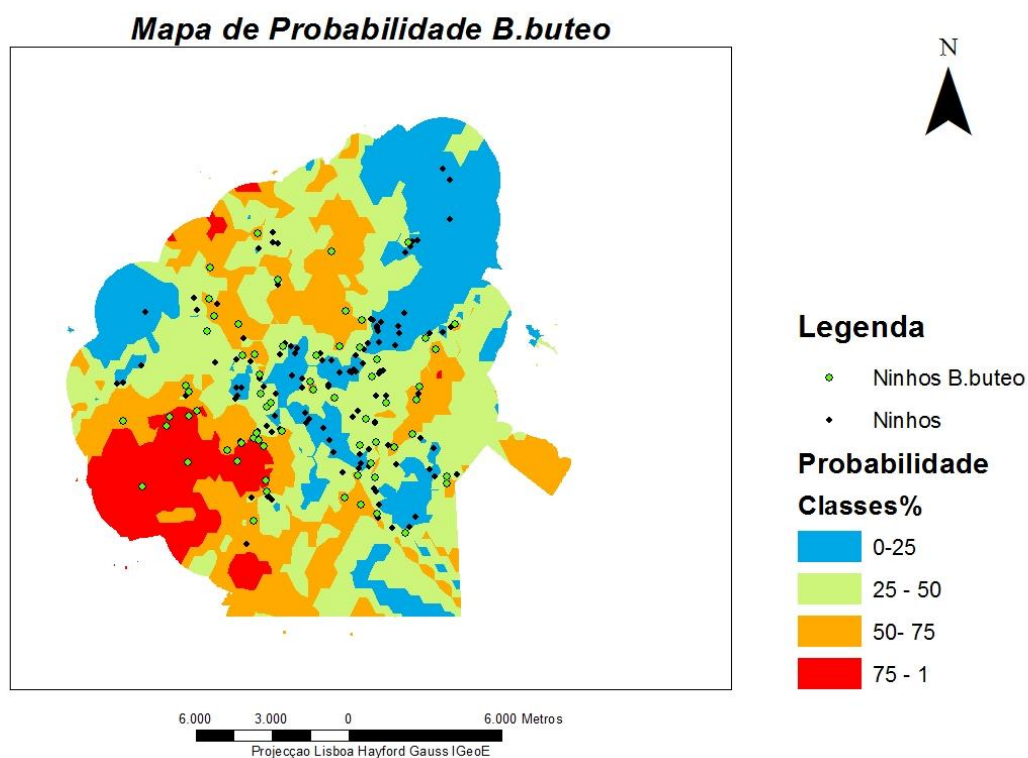 Mapa de Probabilidade B.buteo
N
Legenda
Ninhos B.buteo
Ninhos
Probabilidade
Classes%
0-25
25 - 50
50- 75
75 - 1
6.000 3.000 0 6.000 Metros
Projecçao Lisboa Hayford Gauss IGeoE